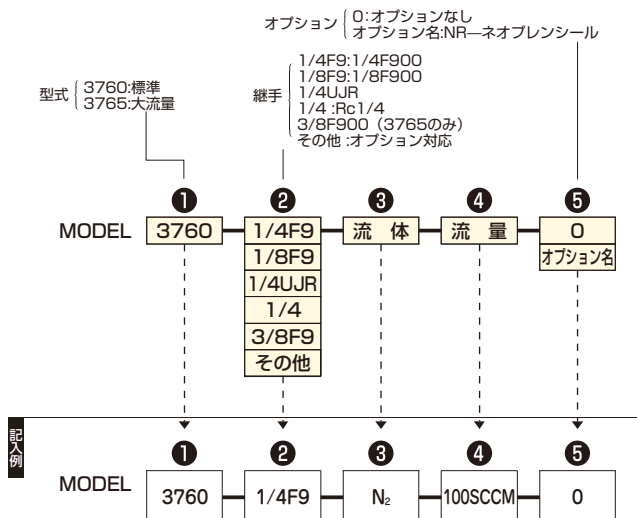 オプション 0:オプションなし
オプション名:NR—ネオプレンシール
型式 3760:標準
3765:大流量
継手 1/4F9:1/4F900
1/8F9:1/8F900
1/4UJR
1/4 :Rc1/4
3/8F900（3765のみ）
その他 :オプション対応
❶ ❷ ❸ ❹ ❺
MODEL 3760 1/4F9 流 体 流 量 0
1/8F9 オプション名
1/4UJR
1/4
3/8F9
その他
記入例
❶ ❷ ❸ ❹ ❺
MODEL 3760 1/4F9 N₂ 100SCCM 0